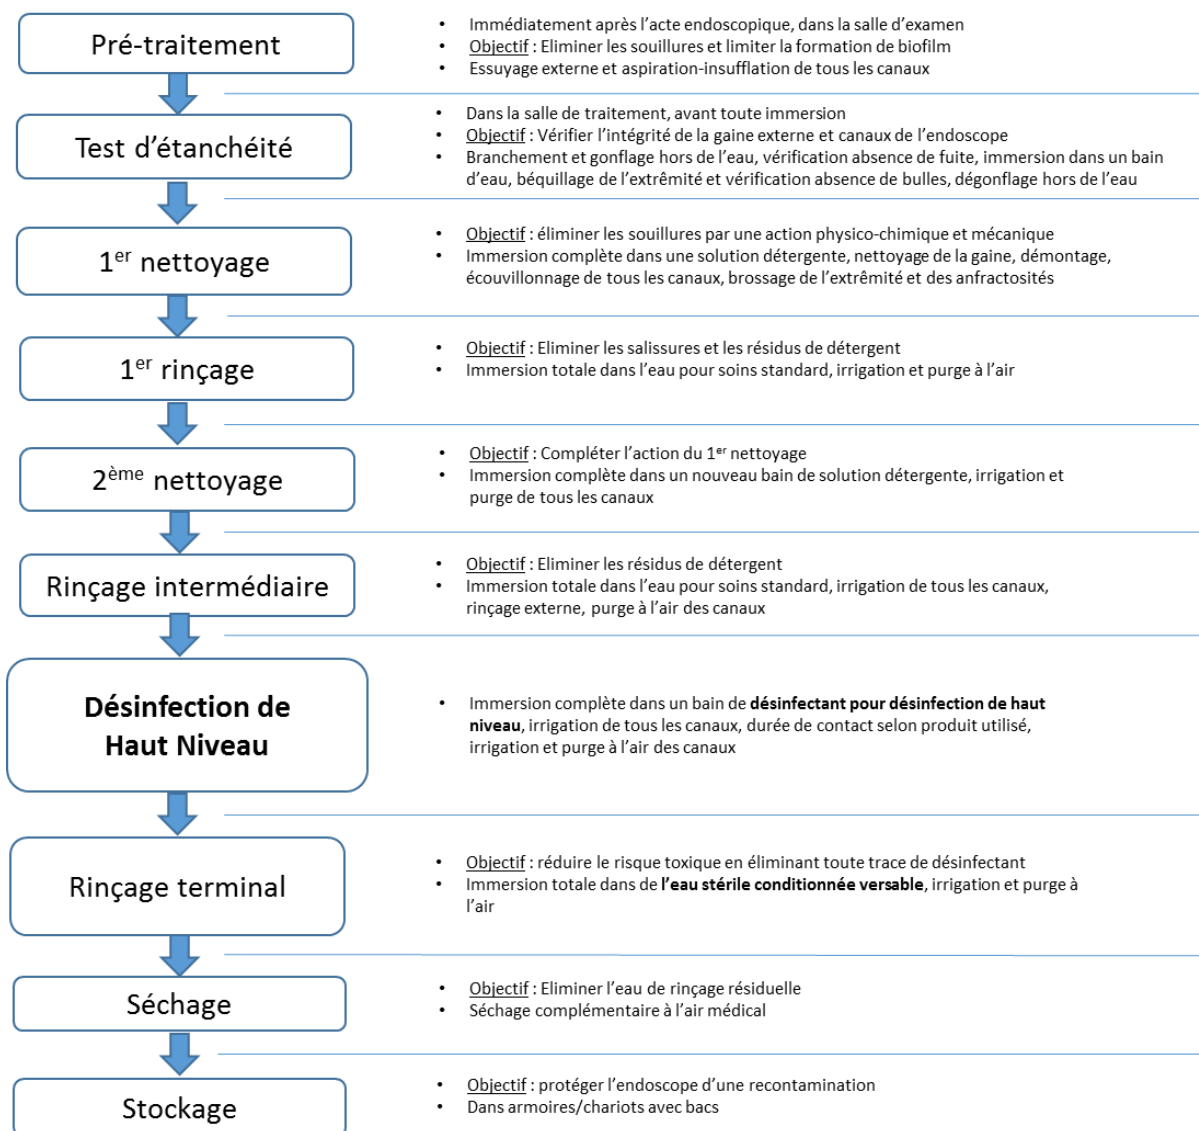 Pré-traitement
• Immédiatement après l’acte endoscopique, dans la salle d’examen
• Objectif : Eliminer les souillures et limiter la formation de biofilm
• Essuyage externe et aspiration-insufflation de tous les canaux
Test d’étanchéité
• Dans la salle de traitement, avant toute immersion
• Objectif : Vérifier l’intégrité de la gaine externe et canaux de l’endoscope
• Branchement et gonflage hors de l’eau, vérification absence de fuite, immersion dans un bain
d’eau, béquillage de l’extrêmité et vérification absence de bulles, dégonflage hors de l’eau
1er nettoyage
• Objectif : éliminer les souillures par une action physico-chimique et mécanique
• Immersion complète dans une solution détergente, nettoyage de la gaine, démontage,
écouvillonnage de tous les canaux, brossage de l’extrêmité et des anfractosités
1er rinçage
• Objectif : Eliminer les salissures et les résidus de détergent
• Immersion totale dans l’eau pour soins standard, irrigation et purge à l’air
2ème nettoyage
• Objectif : Compléter l’action du 1er nettoyage
• Immersion complète dans un nouveau bain de solution détergente, irrigation et
purge de tous les canaux
Rinçage intermédiaire
• Objectif : Eliminer les résidus de détergent
• Immersion totale dans l’eau pour soins standard, irrigation de tous les canaux,
rinçage externe, purge à l’air des canaux
Désinfection de
Haut Niveau
• Immersion complète dans un bain de désinfectant pour désinfection de haut
niveau, irrigation de tous les canaux, durée de contact selon produit utilisé,
irrigation et purge à l’air des canaux
Rinçage terminal
• Objectif : réduire le risque toxique en éliminant toute trace de désinfectant
• Immersion totale dans de l’eau stérile conditionnée versable, irrigation et purge à
l’air
Séchage
• Objectif : Eliminer l’eau de rinçage résiduelle
• Séchage complémentaire à l’air médical
Stockage
• Objectif : protéger l’endoscope d’une recontamination
• Dans armoires/chariots avec bacs